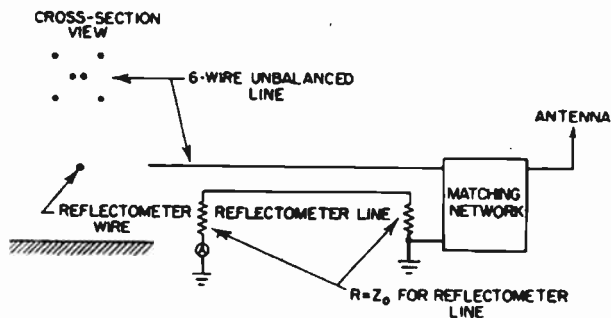 CROSS-SECTION
VIEW
6-WIRE UNBALANCED
LINE
ANTENNA
MATCHING
NETWORK
REFLECTOMETER
WIRE
REFLECTOMETER LINE
A
R=Z₀ FOR REFLECTOMETER
LINE